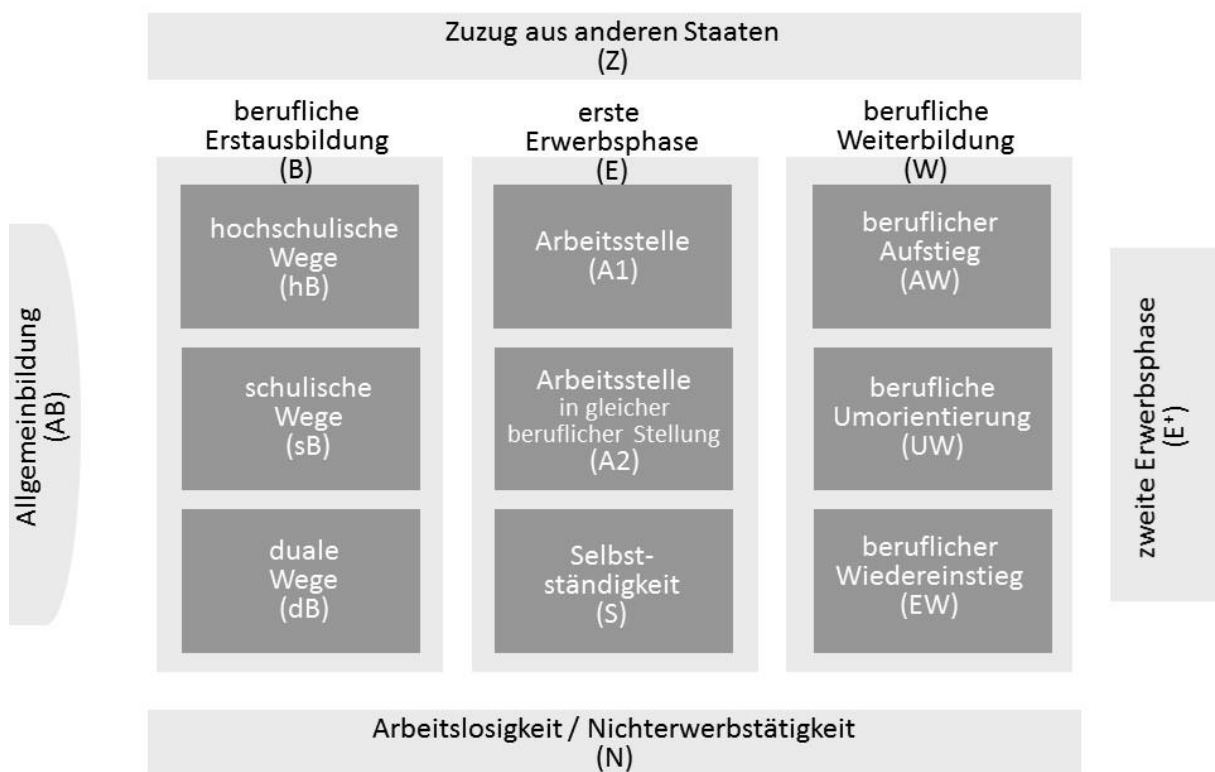 Zuzug aus anderen Staaten
(Z)
Allgemeinbildung
(AB)
berufliche
Erstausbildung
(B)
hochschulische
Wege
(hB)
schulische
Wege
(sB)
duale
Wege
(dB)
erste
Erwerbsphase
(E)
Arbeitsstelle
(A1)
Arbeitsstelle
in gleicher
beruflicher Stellung
(A2)
Selbst-
ständigkeit
(S)
berufliche
Weiterbildung
(W)
beruflicher
Aufstieg
(AW)
berufliche
Umorientierung
(UW)
beruflicher
Wiedereinstieg
(EW)
zweite Erwerbsphase
(E⁺)
Arbeitslosigkeit / Nichterwerbstätigkeit
(N)